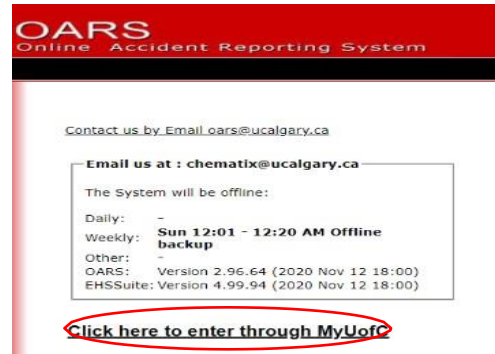 OARS
Online Accident Reporting System
Contact us by Email oars@ucalgary.ca
Email us at : chematix@ucalgary.ca
The System will be offline:
Daily: -
Weekly: Sun 12:01 - 12:20 AM Offline
backup
Other: -
OARS: Version 2.96.64 (2020 Nov 12 18:00)
EHSSuite: Version 4.99.94 (2020 Nov 12 18:00)
Click here to enter through MyUofC